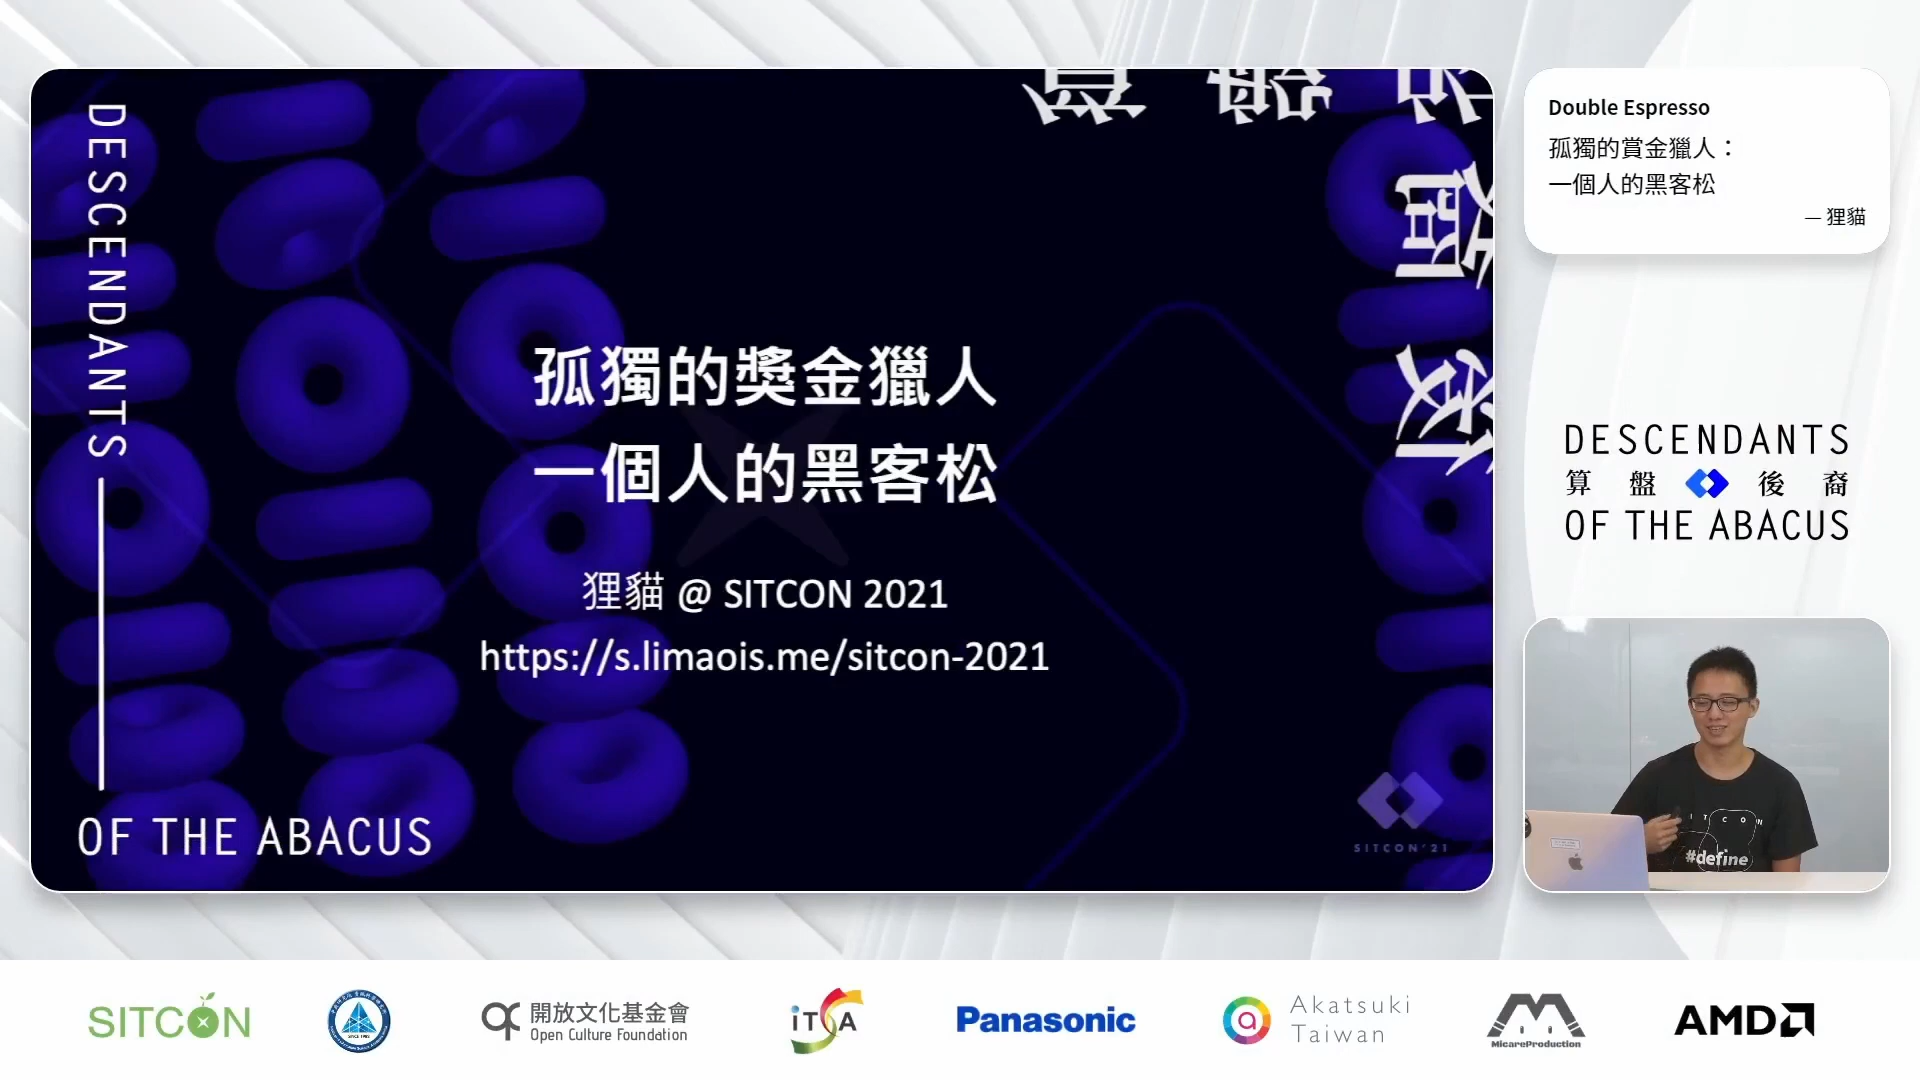 DESCENDANTS
OF THE ABACUS
孤獨的獎金獵人
一個人的黑客松
狸貓 @ SITCON 2021
https://s.limaois.me/sitcon-2021
SITCON'21
Double Espresso
孤獨的賞金獵人：
一個人的黑客松
— 狸貓
DESCENDANTS
算盤後裔
OF THE ABACUS
SITCON
#define
SITCON
開放文化基金會
Open Culture Foundation
iTSA
Panasonic
Akatsuki
Taiwan
MicareProduction
AMD